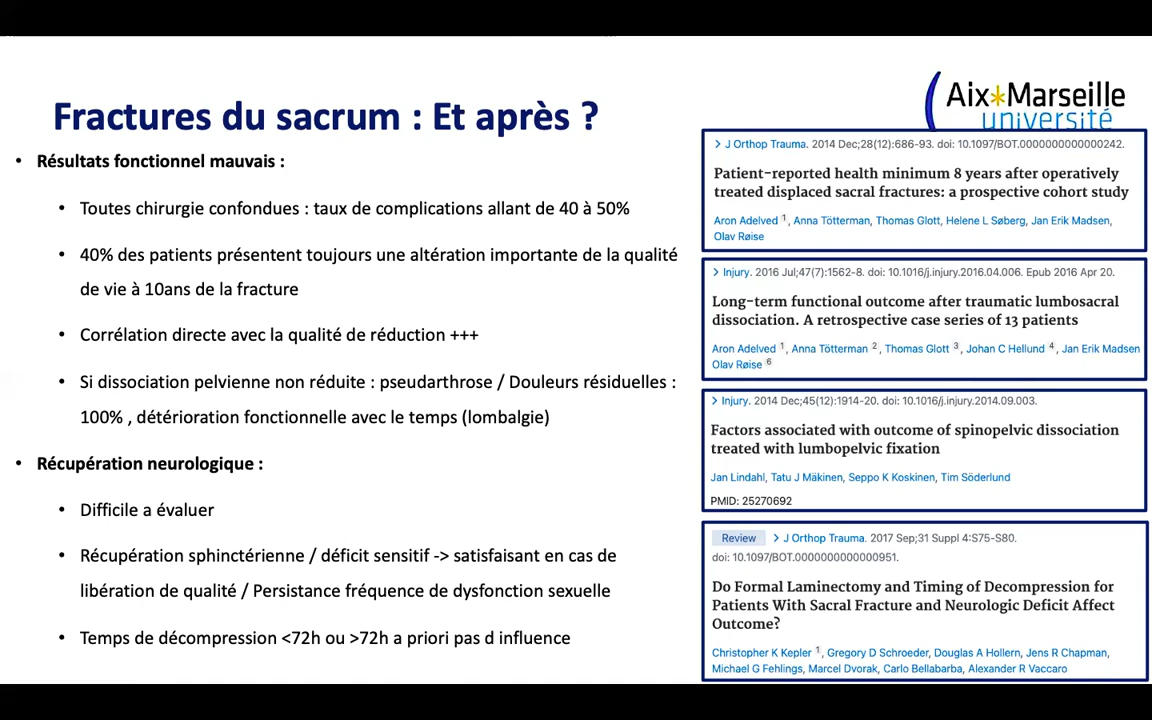 Aix*Marseille
université
Fractures du sacrum : Et après ?
• Résultats fonctionnel mauvais :
• Toutes chirurgie confondues : taux de complications allant de 40 à 50%
• 40% des patients présentent toujours une altération importante de la qualité
de vie à 10ans de la fracture
• Corrélation directe avec la qualité de réduction +++
• Si dissociation pelvienne non réduite : pseudarthrose / Douleurs résiduelles :
100% , détérioration fonctionnelle avec le temps (lombalgie)
• Récupération neurologique :
• Difficile a évaluer
• Récupération sphinctérienne / déficit sensitif -> satisfaisant en cas de
libération de qualité / Persistance fréquence de dysfonction sexuelle
• Temps de décompression <72h ou >72h a priori pas d influence
> J Orthop Trauma. 2014 Dec;28(12):686-93. doi: 10.1097/BOT.0000000000000242.
Patient-reported health minimum 8 years after operatively
treated displaced sacral fractures: a prospective cohort study
Aron Adelved 1, Anna Tötterman, Thomas Glott, Helene L Søberg, Jan Erik Madsen,
Olav Røise
> Injury. 2016 Jul;47(7):1562-8. doi: 10.1016/j.injury.2016.04.006. Epub 2016 Apr 20.
Long-term functional outcome after traumatic lumbosacral
dissociation. A retrospective case series of 13 patients
Aron Adelved 1, Anna Tötterman 2, Thomas Glott 3, Johan C Hellund 4, Jan Erik Madsen
Olav Røise 6
> Injury. 2014 Dec;45(12):1914-20. doi: 10.1016/j.injury.2014.09.003.
Factors associated with outcome of spinopelvic dissociation
treated with lumbopelvic fixation
Jan Lindahl, Tatu J Mäkinen, Seppo K Koskinen, Tim Söderlund
PMID: 25270692
Review > J Orthop Trauma. 2017 Sep;31 Suppl 4:S75-S80.
doi: 10.1097/BOT.0000000000000951.
Do Formal Laminectomy and Timing of Decompression for
Patients With Sacral Fracture and Neurologic Deficit Affect
Outcome?
Christopher K Kepler 1, Gregory D Schroeder, Douglas A Hollern, Jens R Chapman,
Michael G Fehlings, Marcel Dvorak, Carlo Bellabarba, Alexander R Vaccaro